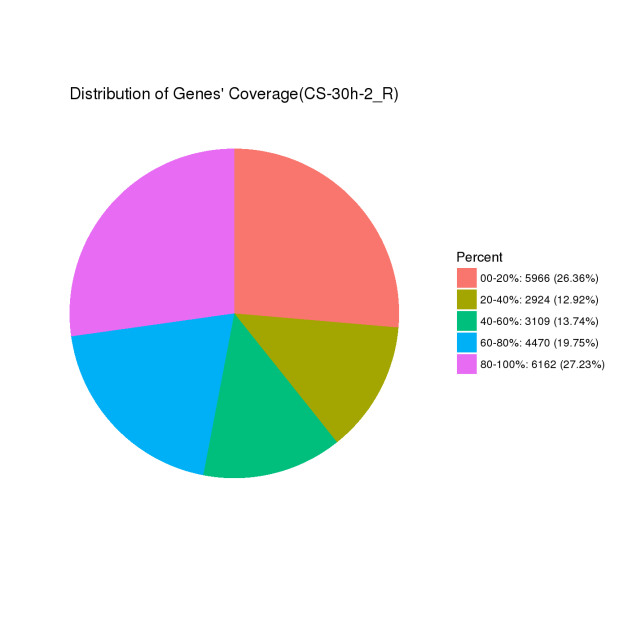 Distribution of Genes' Coverage(CS-30h-2_R)
Percent
00-20%: 5966 (26.36%)
20-40%: 2924 (12.92%)
40-60%: 3109 (13.74%)
60-80%: 4470 (19.75%)
80-100%: 6162 (27.23%)